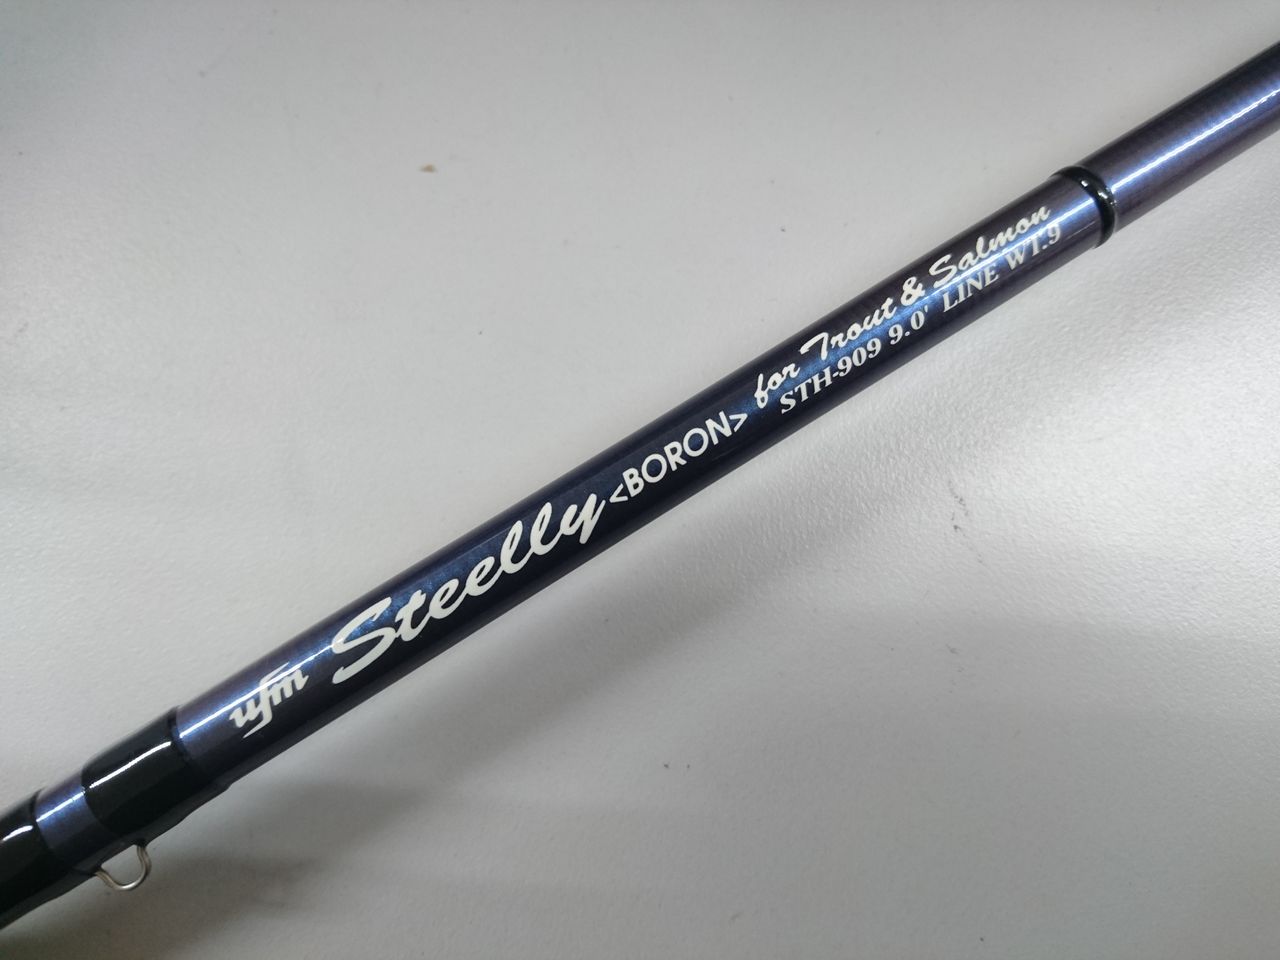 ufm Steelly <BORON> for Trout & Salmon
STH-909 9.0' LINE WT.9